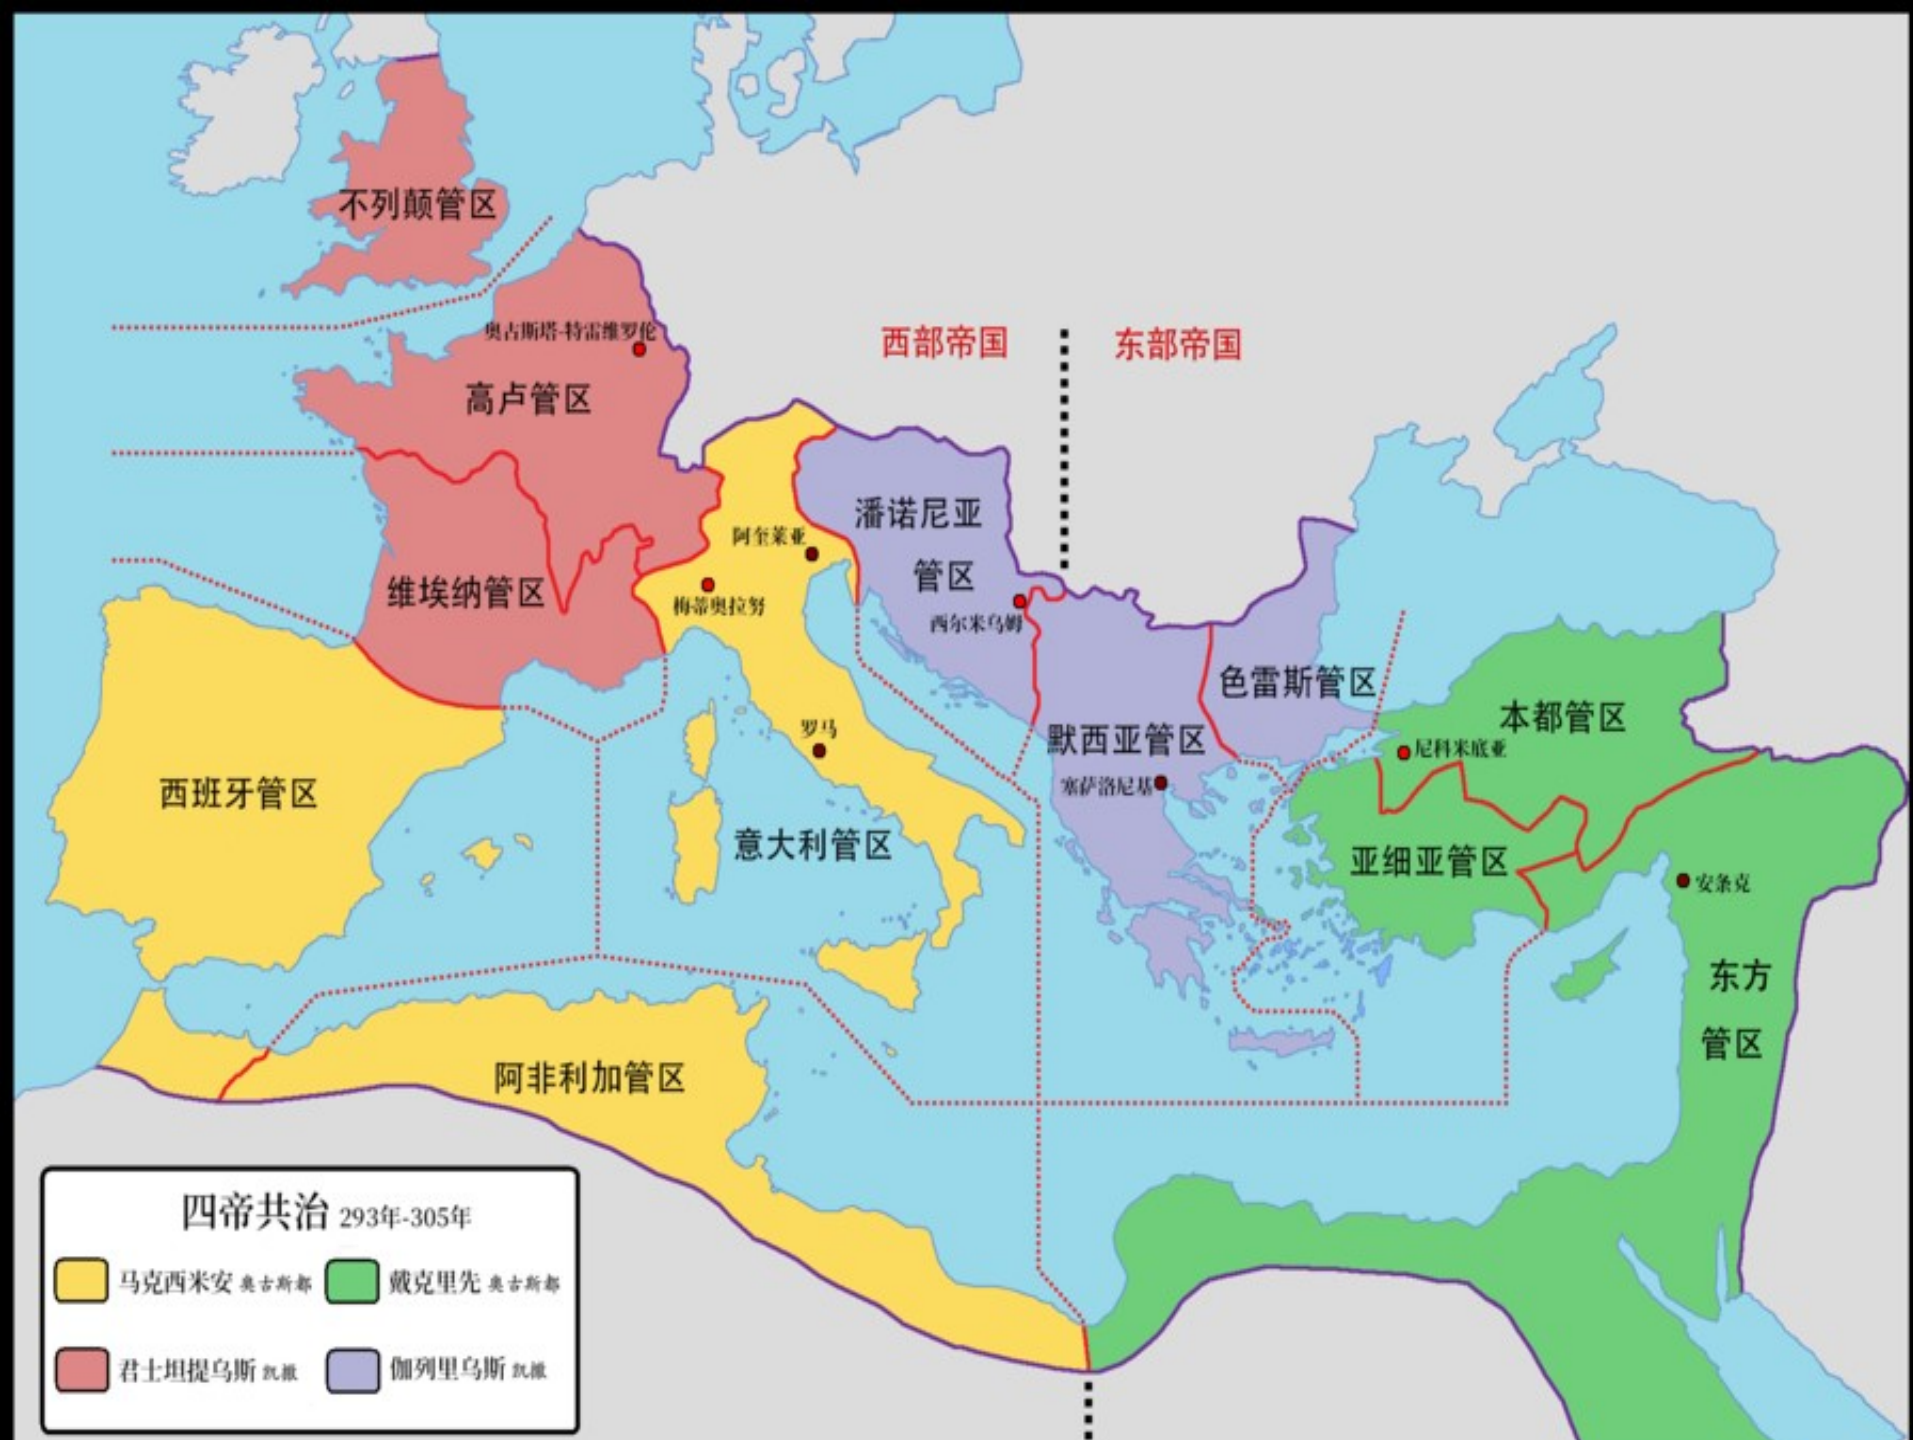 不列颠管区
奥古斯塔-特雷维罗伦
西部帝国
东部帝国
高卢管区
潘诺尼亚
管区
阿奎莱亚
维埃纳管区
梅蒂奥拉努
西尔米乌姆
色雷斯管区
本都管区
罗马
默西亚管区
尼科米底亚
西班牙管区
塞萨洛尼基
意大利管区
亚细亚管区
安条克
东方
管区
阿非利加管区
四帝共治 293年-305年
马克西米安 奥古斯都
戴克里先 奥古斯都
君士坦提乌斯 凯撒
伽列里乌斯 凯撒